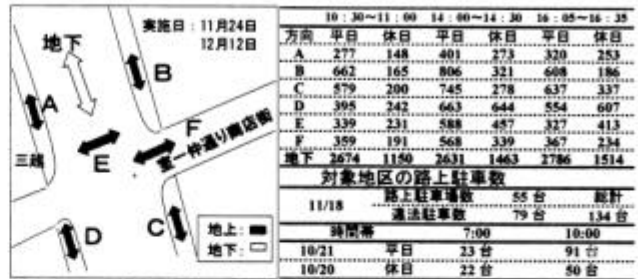 実施日：11月24日
12月12日
地下
A
B
C
D
E
F
三越
第一仲通り商店街
地上：
地下：
10：30～11：00 14：00～14：30 16：05～16：35
方向 平日 休日 平日 休日 平日 休日
A 277 148 401 273 320 253
B 662 165 806 321 608 186
C 579 200 745 278 637 337
D 395 242 663 644 554 607
E 339 231 588 457 327 413
F 359 191 568 339 367 234
地下 2674 1150 2631 1463 2786 1514
対象地区の路上駐車数
11/18 路上駐車場数 55 台 総計
違法駐車数 79 台 134 台
時間帯 7:00 10:00
10/21 平日 23 台 91 台
10/20 休日 22 台 50 台